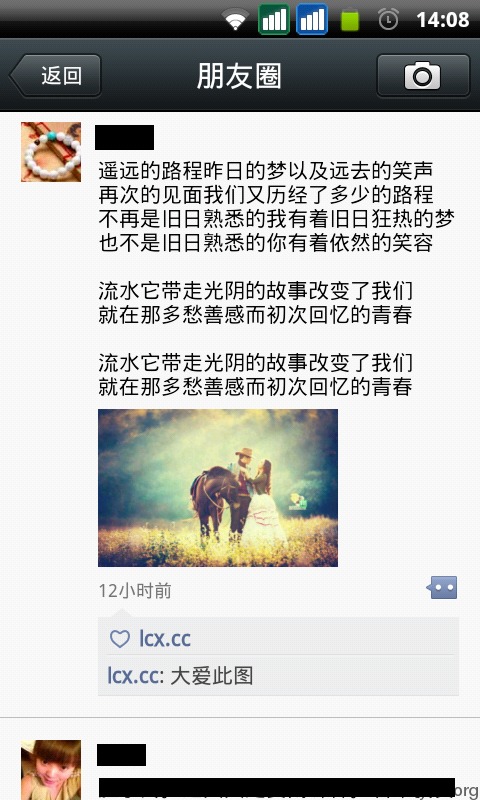 14:08
返回
朋友圈
遥远的路程昨日的梦以及远去的笑声
再次的见面我们又历经了多少的路程
不再是旧日熟悉的我有着旧日狂热的梦
也不是旧日熟悉的你有着依然的笑容
流水它带走光阴的故事改变了我们
就在那多愁善感而初次回忆的青春
流水它带走光阴的故事改变了我们
就在那多愁善感而初次回忆的青春
12小时前
lcx.cc
lcx.cc: 大爱此图
org